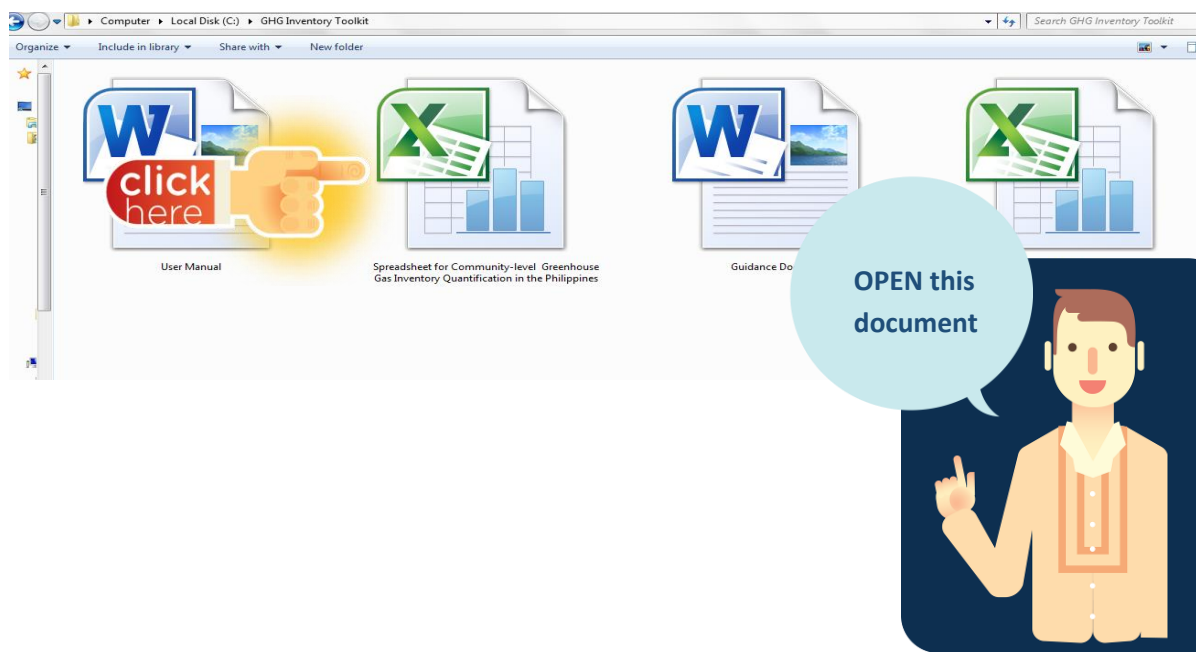 Computer ▸ Local Disk (C:) ▸ GHG Inventory Toolkit
Search GHG Inventory Toolkit
Organize Include in library Share with New folder
click
here
User Manual
Spreadsheet for Community-level Greenhouse
Gas Inventory Quantification in the Philippines
Guidance Do
OPEN this
document